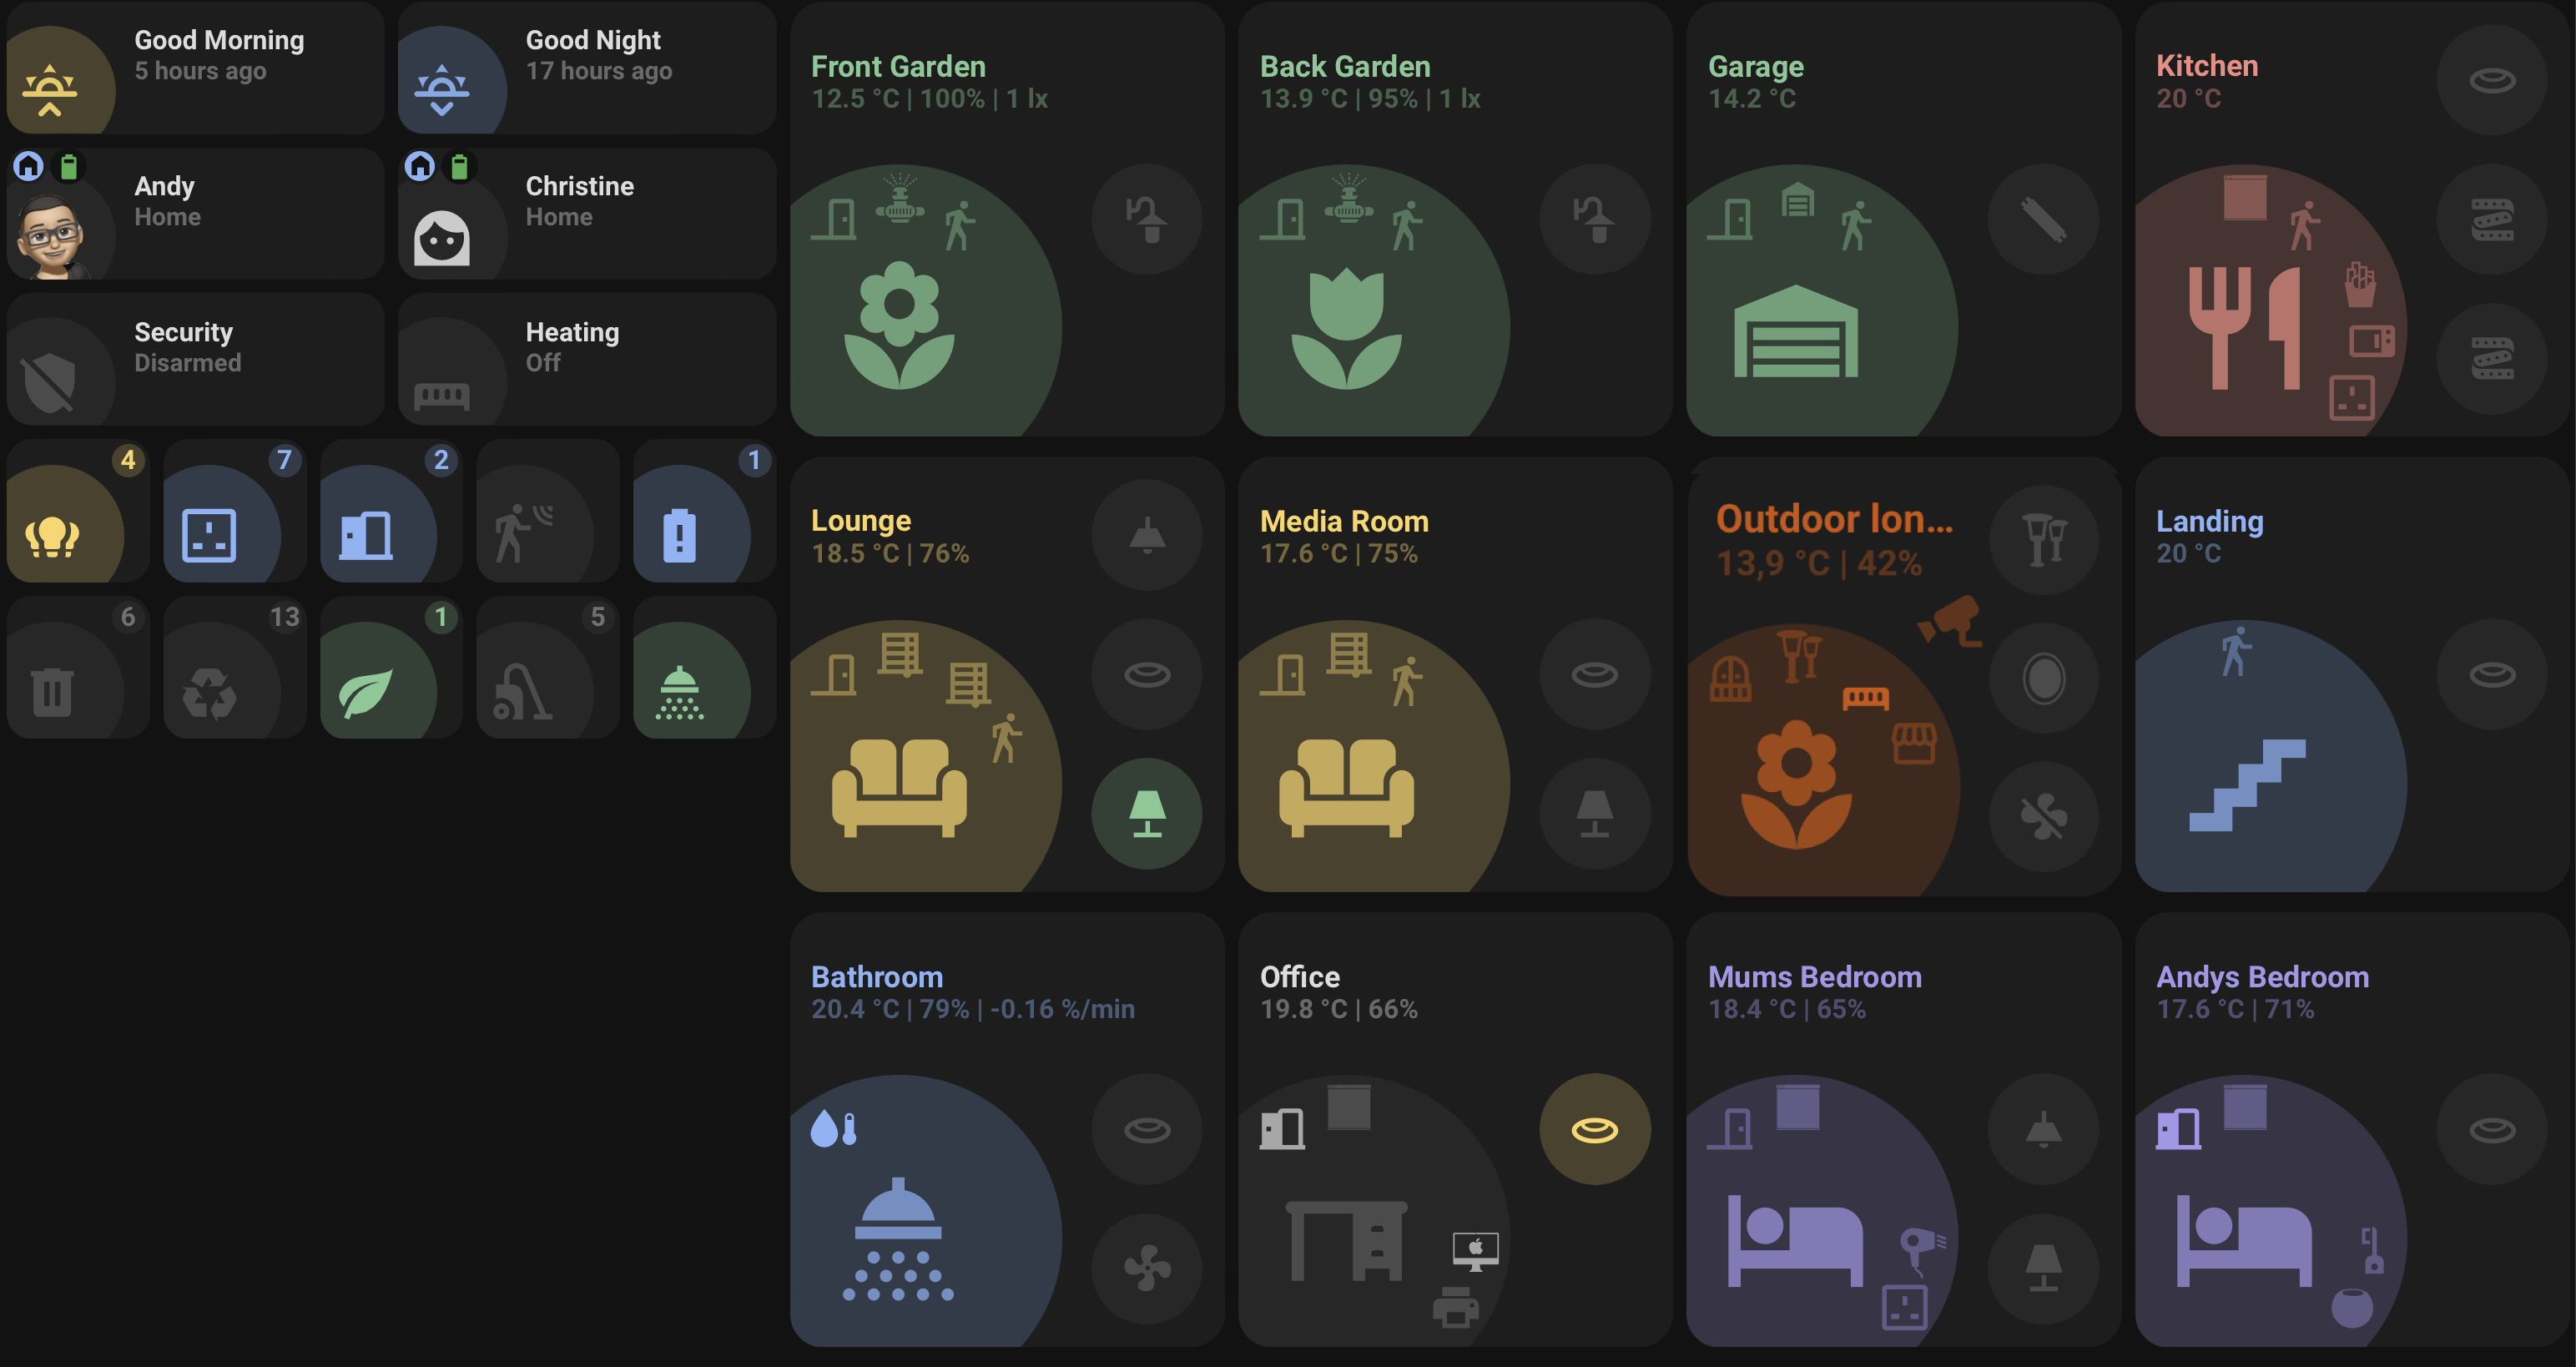 Good Morning
5 hours ago
Good Night
17 hours ago
Andy
Home
Christine
Home
Security
Disarmed
Heating
Off
4
7
2
1
6
13
1
5
Front Garden
12.5 °C | 100% | 1 lx
Back Garden
13.9 °C | 95% | 1 lx
Garage
14.2 °C
Kitchen
20 °C
Lounge
18.5 °C | 76%
Media Room
17.6 °C | 75%
Outdoor lon...
13,9 °C | 42%
Landing
20 °C
Bathroom
20.4 °C | 79% | -0.16 %/min
Office
19.8 °C | 66%
Mums Bedroom
18.4 °C | 65%
Andys Bedroom
17.6 °C | 71%